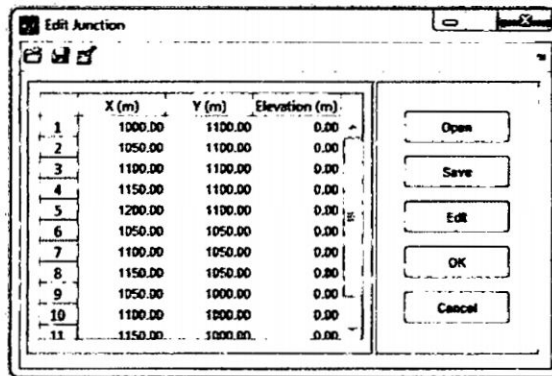 Edit Junction
X (m) Y (m) Elevation (m)
1 1000.00 1100.00 0.00
2 1050.00 1100.00 0.00
3 1100.00 1100.00 0.00
4 1150.00 1100.00 0.00
5 1200.00 1100.00 0.00
6 1050.00 1050.00 0.00
7 1100.00 1050.00 0.00
8 1150.00 1050.00 0.00
9 1050.00 1000.00 0.00
10 1100.00 1000.00 0.00
11 1150.00 1000.00 0.00
Open
Save
Edit
OK
Cancel